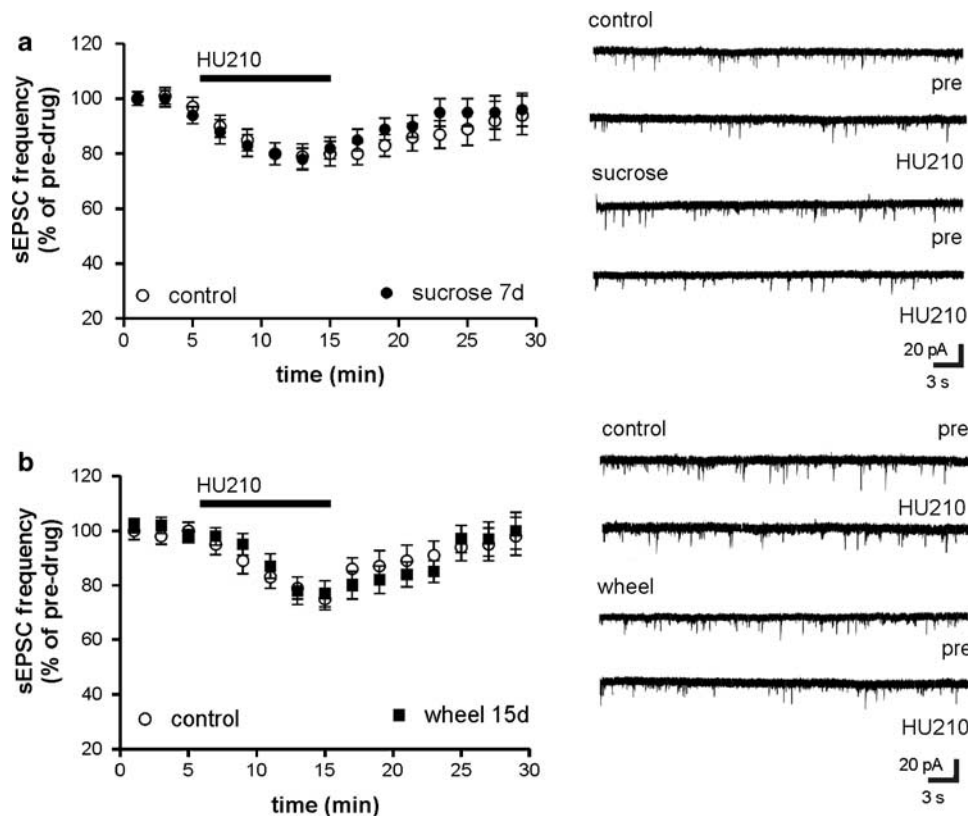 a
sEPSC frequency
(% of pre-drug)
120
100
80
60
40
20
HU210
control
sucrose 7d
0 5 10 15 20 25 30
time (min)
control
pre
HU210
sucrose
pre
HU210
20 pA
3 s
b
sEPSC frequency
(% of pre-drug)
120
100
80
60
40
20
HU210
control
wheel 15d
0 5 10 15 20 25 30
time (min)
control pre
HU210
wheel
pre
HU210
20 pA
3 s